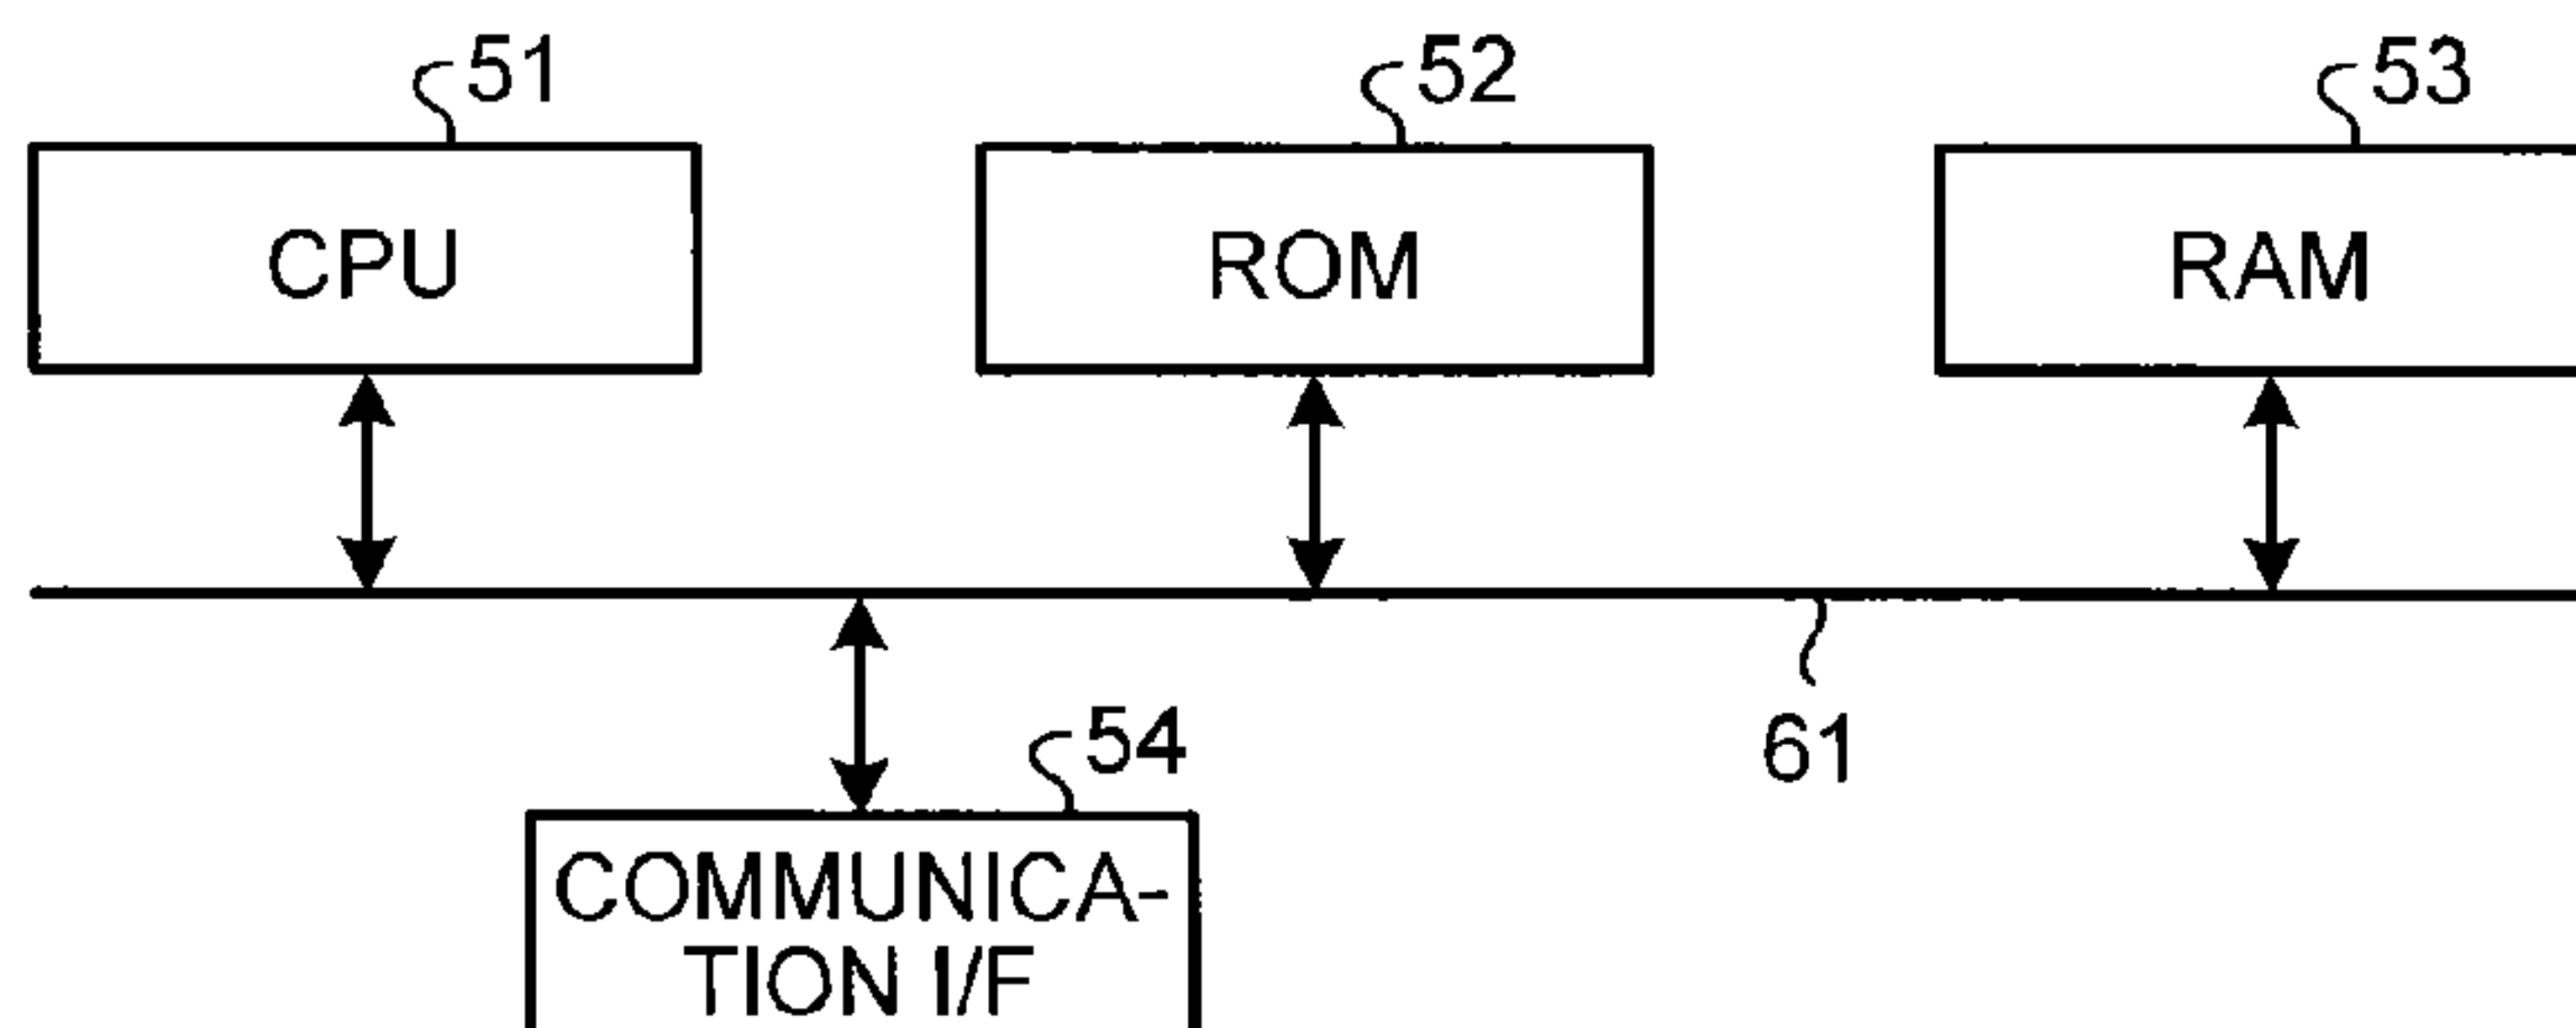 51
52
53
CPU
ROM
RAM
54
61
COMMUNICA-
TION I/F